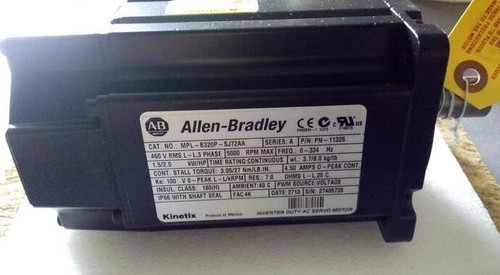 AB Allen-Bradley
CAT. NO.: MPL-B320P-SJ72AA SERIES: A P/N: PN-11326
460 V RMS L-L 3 PHASE 5000 RPM MAX FREQ.: 0-334 Hz
1.5/2.0 kW/HP TIME RATING:CONTINUOUS wt.: 3.7/8.0 kg/lb
CONT. STALL TORQUE: 3.05/27 Nm/LB.IN. 4.50 AMPS 0-PEAK CONT.
Ke: 100 V 0-PEAK L-L/KRPM RES.: 7.0 OHMS L-L.25 C.
INSUL. CLASS: 180(H) AMBIENT:40 C PWM SOURCE:VOLTAGE
IP66 WITH SHAFT SEAL FAC 4K DATE: 2713 S/N:
Kinetix Product of Mexico INVERTER DUTY AC SERVO MOTOR